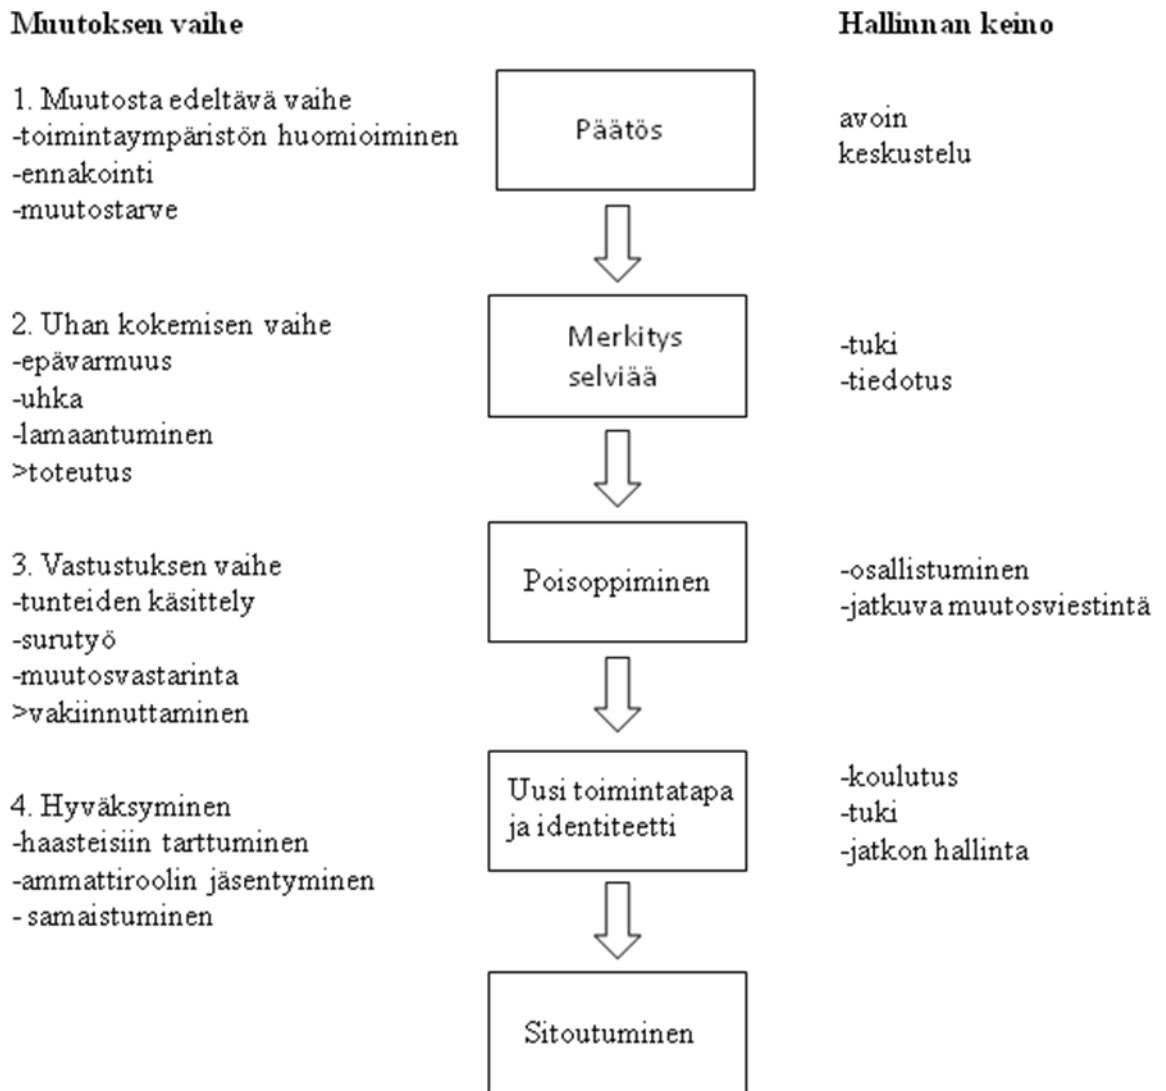 Muutoksen vaihe
Hallinnan keino
1. Muutosta edeltävä vaihe
-toimintaympäristön huomioiminen
-ennakointi
-muutostarve
Päätös
avoin
keskustelu
2. Uhan kokemisen vaihe
-epävarmuus
-uhka
-lamaantuminen
>toteutus
Merkitys
selviää
-tuki
-tiedotus
3. Vastustuksen vaihe
-tunteiden käsittely
-surutyö
-muutosvastarinta
>vakiinnuttaminen
Poisoppiminen
-osallistuminen
-jatkuva muutosviestintä
4. Hyväksyminen
-haasteisiin tarttuminen
-ammattiroolin jäsentyminen
- samaistuminen
Uusi toimintatapa
ja identiteetti
-koulutus
-tuki
-jatkon hallinta
Sitoutuminen